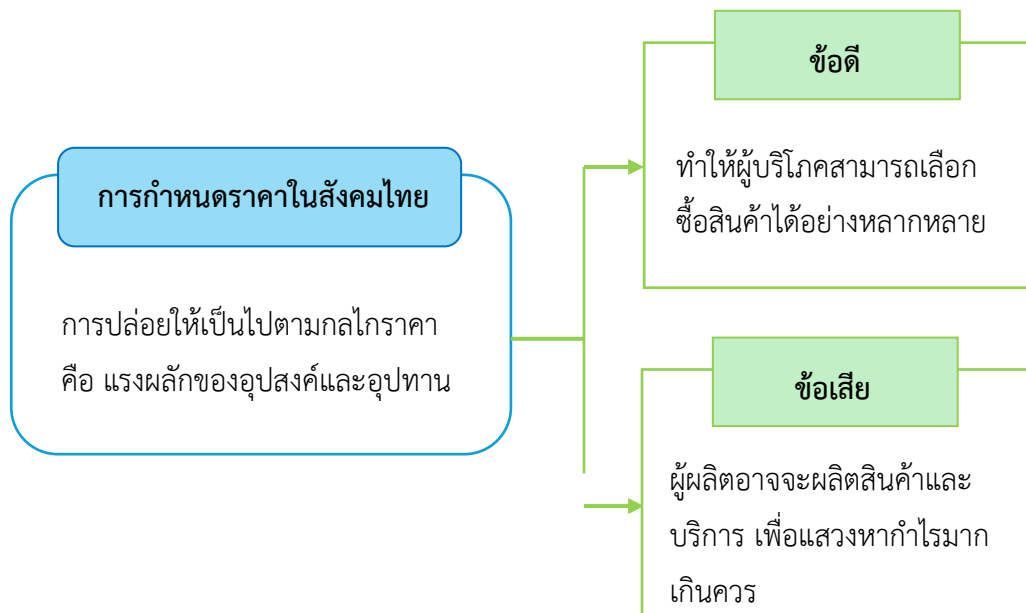 การกำหนดราคาในสังคมไทย
การปล่อยให้เป็นไปตามกลไกราคา
คือ แรงผลักของอุปสงค์และอุปทาน
ข้อดี
ทำให้ผู้บริโภคสามารถเลือก
ซื้อสินค้าได้อย่างหลากหลาย
ข้อเสีย
ผู้ผลิตอาจจะผลิตสินค้าและ
บริการ เพื่อแสวงหากำไรมาก
เกินควร